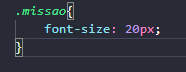 .missao{
    font-size: 20px;
}